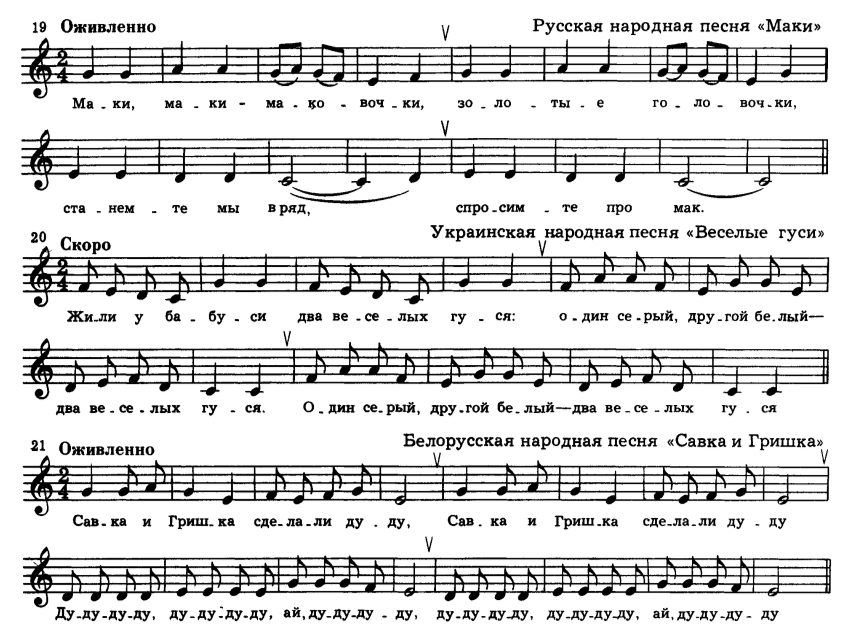 19 Оживленно Русская народная песня «Маки»
2/4
Ма-ки, ма-ки-ма-ко-воч-ки, зо-ло-ты-е го-ло-воч-ки,
ста-нем-те мы в ряд, спро-сим-те про мак.
20 Скоро Украинская народная песня «Веселые гуси»
2/4
Жи-ли у ба-бу-си два ве-се-лых гу-ся: о-дин се-рый, дру-гой бе-лый—
два ве-се-лых гу-ся. О-дин се-рый, дру-гой бе-лый—два ве-се-лых гу-ся
21 Оживленно Белорусская народная песня «Савка и Гришка»
2/4
Сав-ка и Гриш-ка сде-ла-ли ду-ду, Сав-ка и Гриш-ка сде-ла-ли ду-ду
Ду-ду-ду-ду, ду-ду-ду-ду, ай, ду-ду-ду-ду, ду-ду-ду-ду, ду-ду-ду-ду, ай, ду-ду-ду-ду